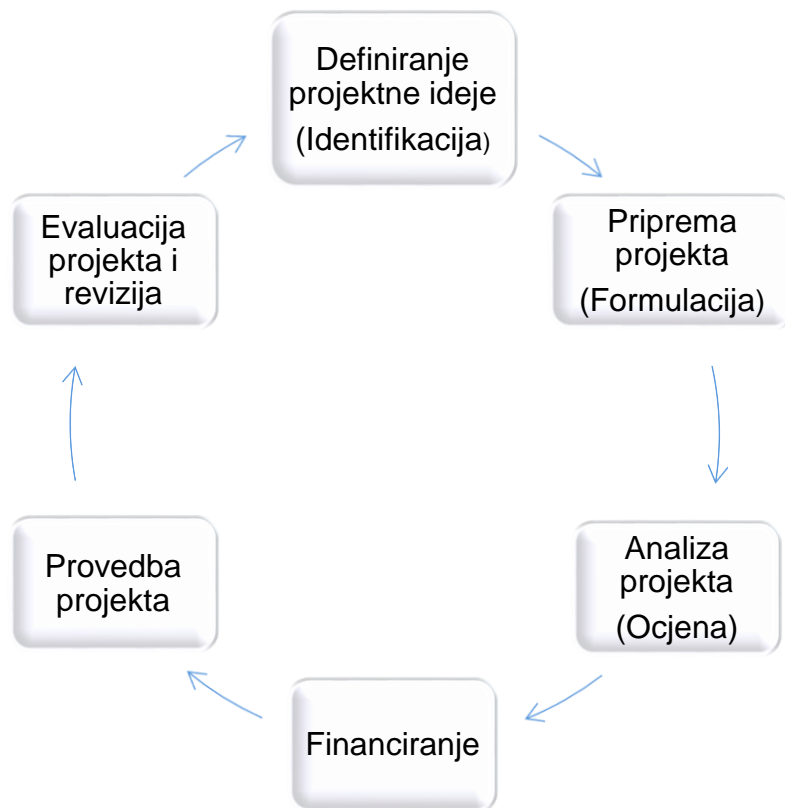 Definiranje
projektne ideje
(Identifikacija)
Priprema
projekta
(Formulacija)
Analiza
projekta
(Ocjena)
Financiranje
Provedba
projekta
Evaluacija
projekta i
revizija